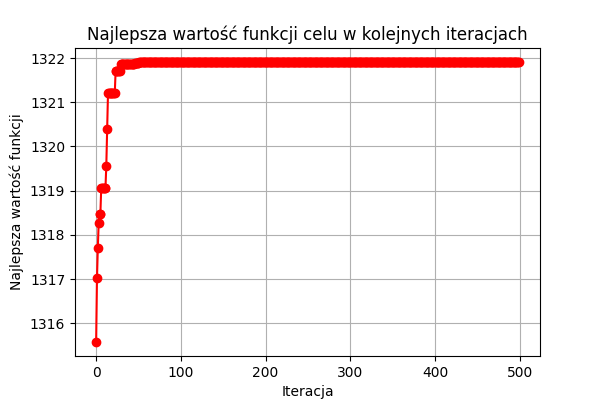 Najlepsza wartość funkcji celu w kolejnych iteracjach
Najlepsza wartość funkcji
1322
1321
1320
1319
1318
1317
1316
0 100 200 300 400 500
Iteracja